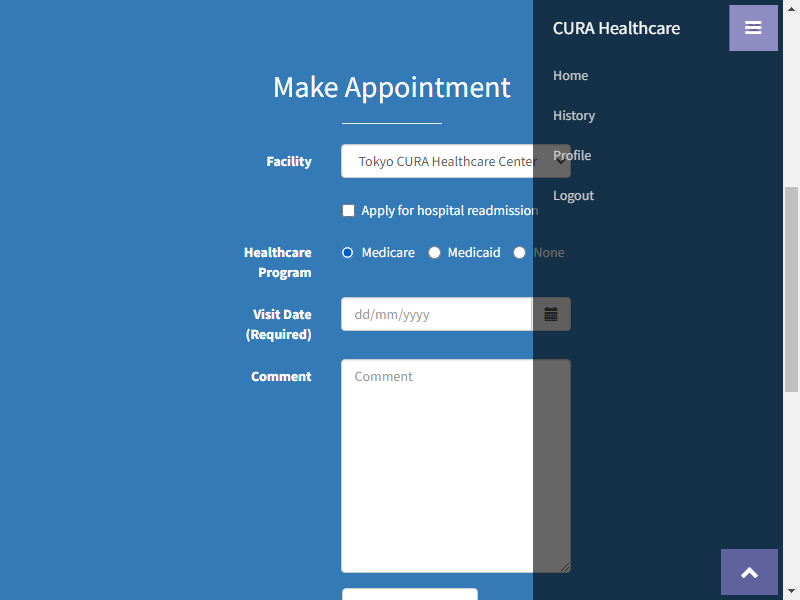 CURA Healthcare
Home
History
Profile
Logout
Make Appointment
Facility
Tokyo CURA Healthcare Center
Apply for hospital readmission
Healthcare
Program
Medicare Medicaid None
Visit Date
(Required)
dd/mm/yyyy
Comment
Comment